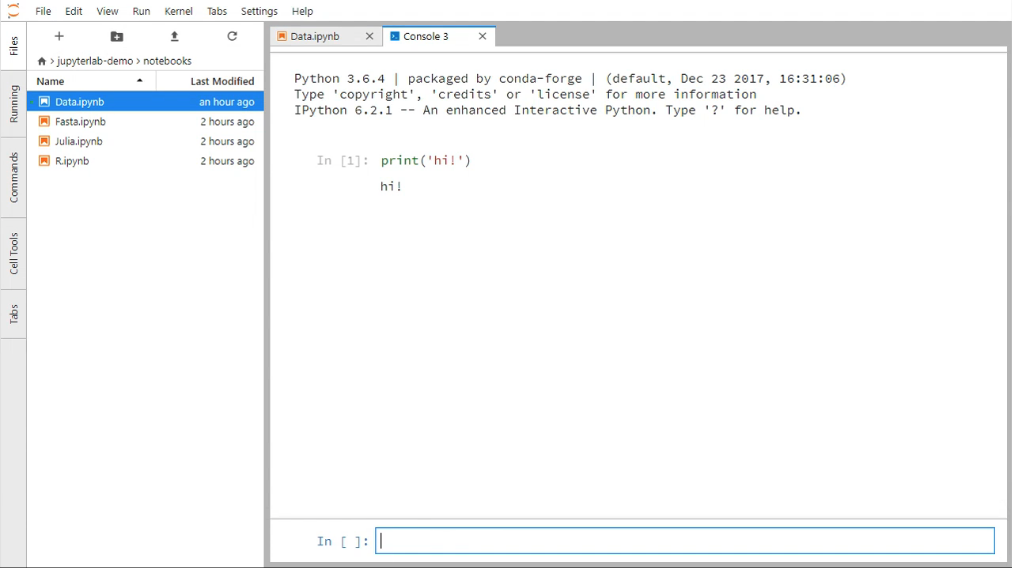 File Edit View Run Kernel Tabs Settings Help
Files
Running
Commands
Cell Tools
Tabs
> jupyterlab-demo > notebooks
Name Last Modified
Data.ipynb an hour ago
Fasta.ipynb 2 hours ago
Julia.ipynb 2 hours ago
R.ipynb 2 hours ago
Data.ipynb Console 3
Python 3.6.4 | packaged by conda-forge | (default, Dec 23 2017, 16:31:06)
Type 'copyright', 'credits' or 'license' for more information
IPython 6.2.1 -- An enhanced Interactive Python. Type '?' for help.
In [1]: print('hi!')
hi!
In [ ]: